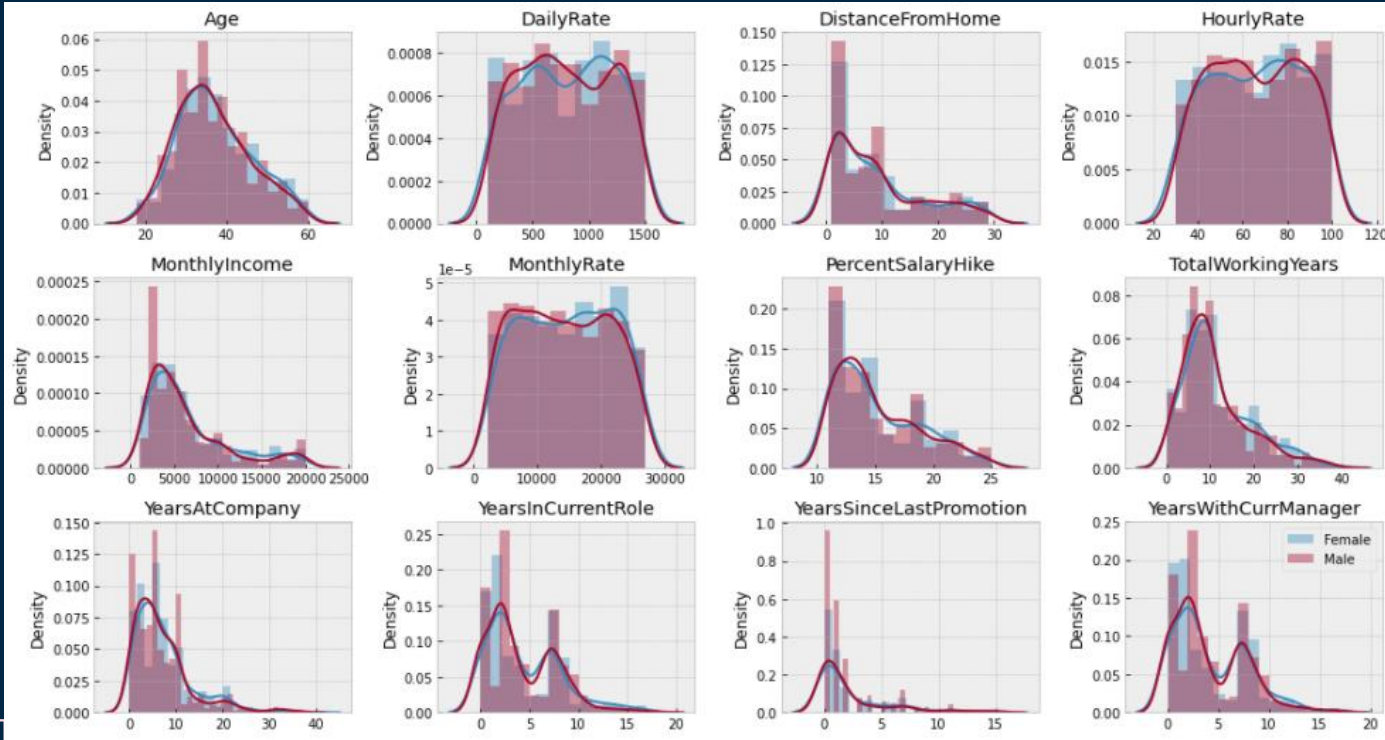 Age DailyRate DistanceFromHome HourlyRate
0.06 0.05 0.04 0.03 0.02 0.01 0.00
Density
20 40 60
0.0008 0.0006 0.0004 0.0002 0.0000
Density
0 500 1000 1500
0.150 0.125 0.100 0.075 0.050 0.025 0.000
Density
0 10 20 30
0.015 0.010 0.005 0.000
Density
20 40 60 80 100 120
MonthlyIncome MonthlyRate PercentSalaryHike TotalWorkingYears
0.00025 0.00020 0.00015 0.00010 0.00005 0.00000
Density
0 5000 10000 15000 20000 25000
1e−5
5 4 3 2 1 0
Density
0 10000 20000 30000
0.20 0.15 0.10 0.05 0.00
Density
10 15 20 25
0.08 0.06 0.04 0.02 0.00
Density
0 10 20 30 40
YearsAtCompany YearsInCurrentRole YearsSinceLastPromotion YearsWithCurrManager
0.150 0.125 0.100 0.075 0.050 0.025 0.000
Density
0 10 20 30 40
0.25 0.20 0.15 0.10 0.05 0.00
Density
0 5 10 15 20
1.0 0.8 0.6 0.4 0.2 0.0
Density
0 5 10 15
0.25 0.20 0.15 0.10 0.05 0.00
Density
0 5 10 15 20
Female
Male